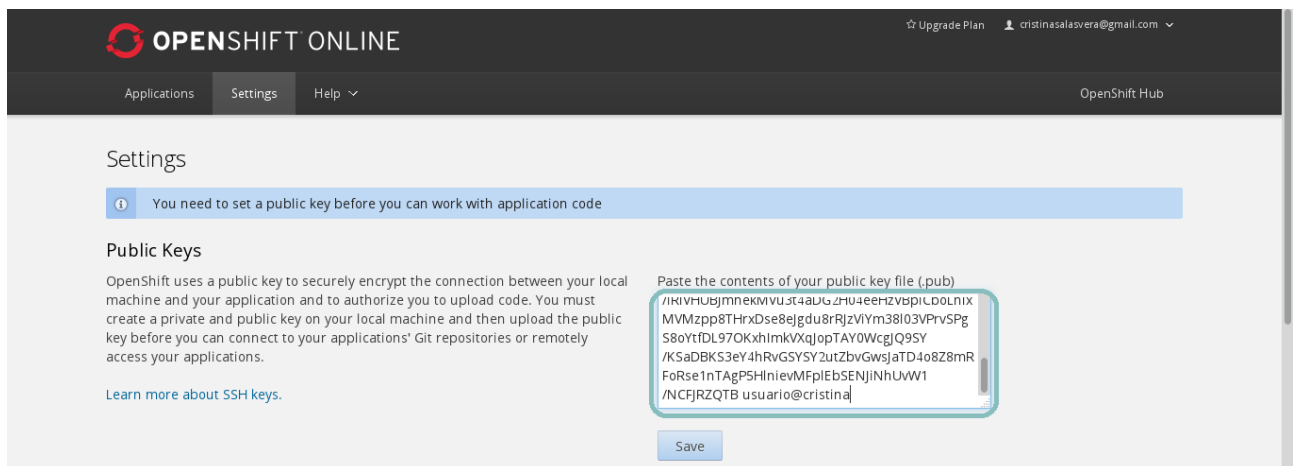 OPENSHIFT ONLINE
Upgrade Plan cristinasalasvera@gmail.com
Applications Settings Help OpenShift Hub
Settings
You need to set a public key before you can work with application code
Public Keys
OpenShift uses a public key to securely encrypt the connection between your local
machine and your application and to authorize you to upload code. You must
create a private and public key on your local machine and then upload the public
key before you can connect to your applications' Git repositories or remotely
access your applications.
Learn more about SSH keys.
Paste the contents of your public key file (.pub)
/KSaDBKS3eY4hRvGSYSY2utZbvGwsJaTD4o8Z8mR
/NCFJRZQTB usuario@cristina
Save